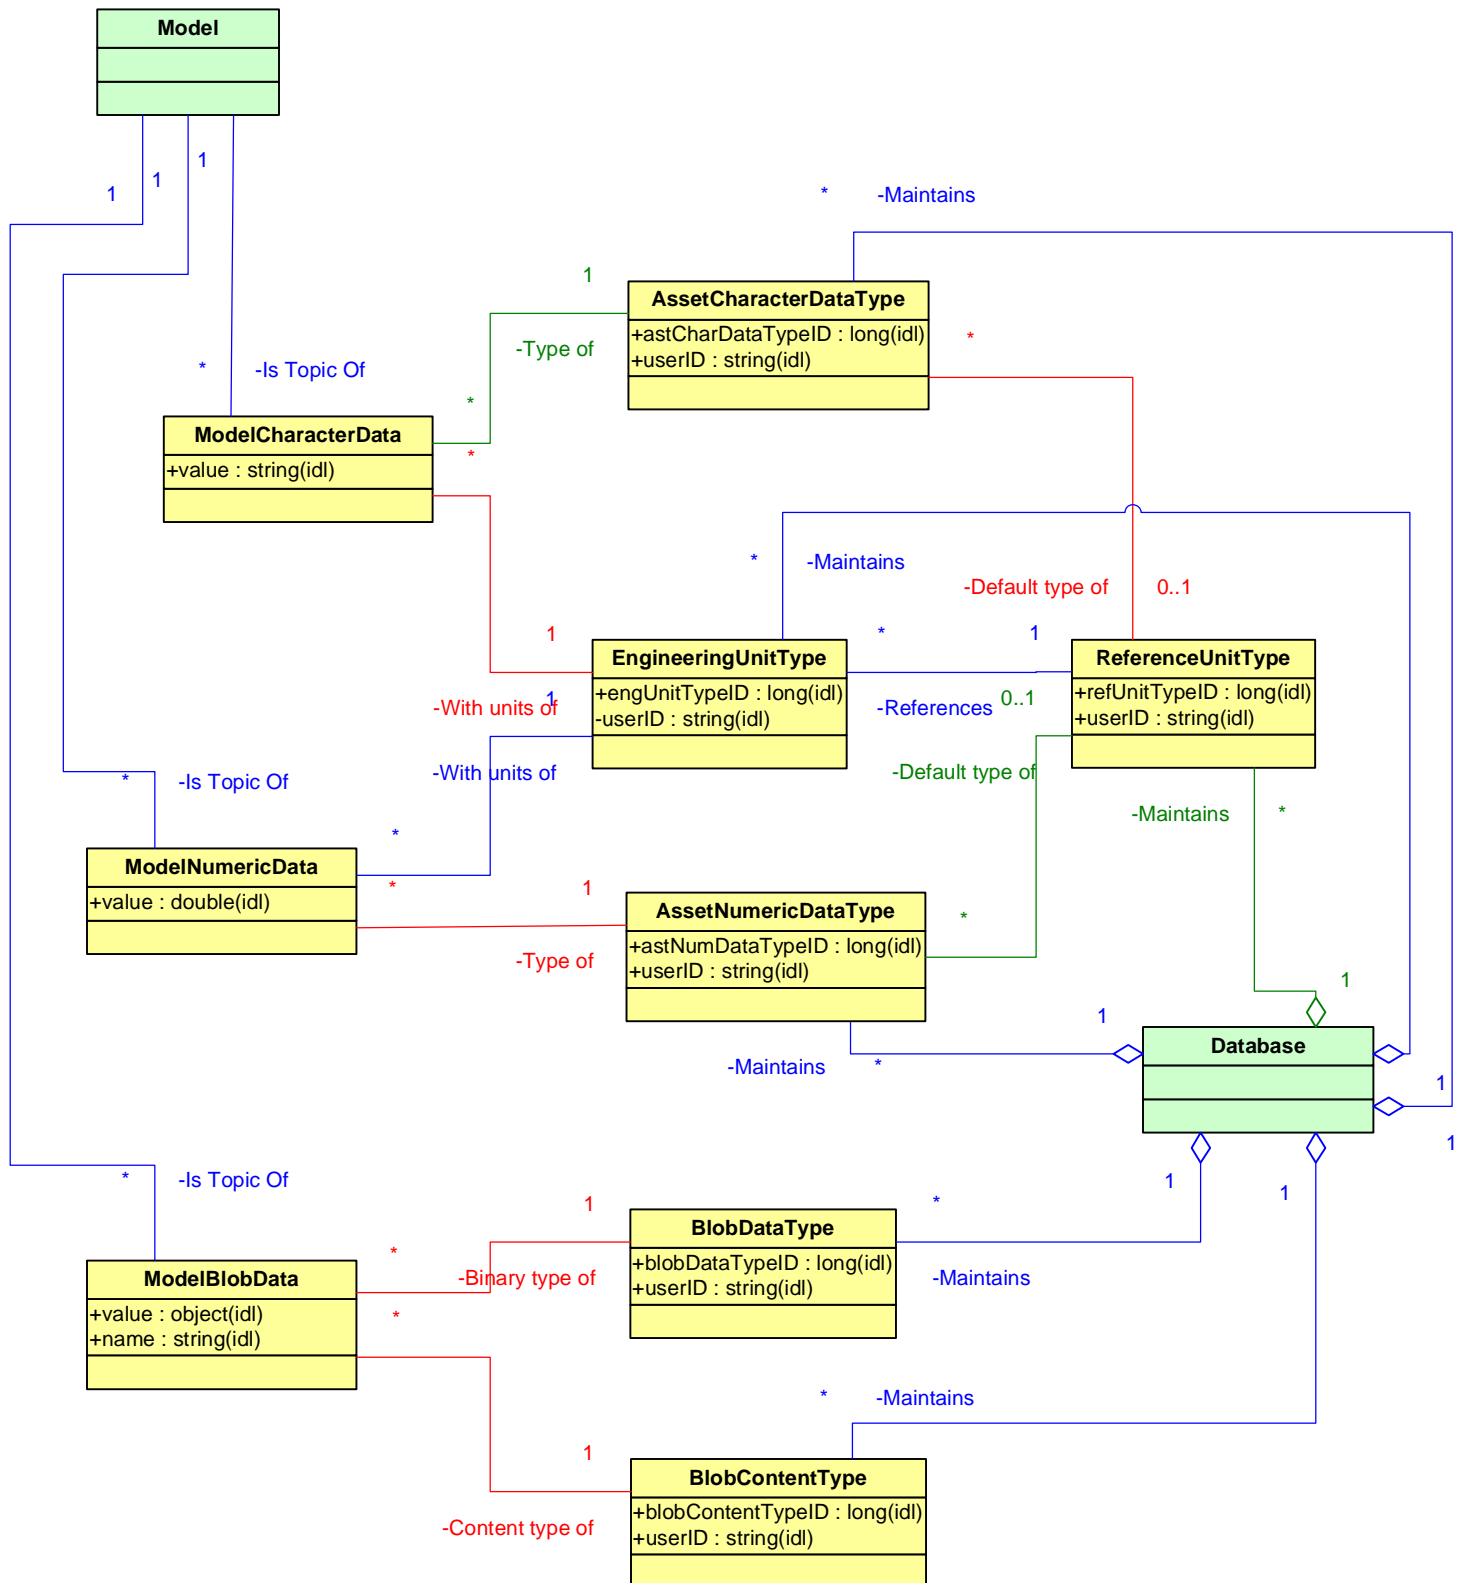 Model
1
1
1
* -Maintains
1
AssetCharacterDataType
+astCharDataTypeID : long(idl)
+userID : string(idl)
*
-Type of
* -Is Topic Of
*
ModelCharacterData
+value : string(idl)
*
* -Maintains
-Default type of 0..1
1
* 1
EngineeringUnitType
+engUnitTypeID : long(idl)
-userID : string(idl)
ReferenceUnitType
+refUnitTypeID : long(idl)
+userID : string(idl)
1
-With units of
-References 0..1
-With units of
-Default type of
* -Is Topic Of
-Maintains *
*
ModelNumericData
+value : double(idl)
* 1
AssetNumericDataType
+astNumDataTypeID : long(idl)
+userID : string(idl)
*
-Type of
1
1
Database
-Maintains *
1
1
* -Is Topic Of
1
1
1
*
BlobDataType
+blobDataTypeID : long(idl)
+userID : string(idl)
*
-Binary type of
-Maintains
ModelBlobData
+value : object(idl)
+name : string(idl)
*
* -Maintains
1
BlobContentType
+blobContentTypeID : long(idl)
+userID : string(idl)
-Content type of